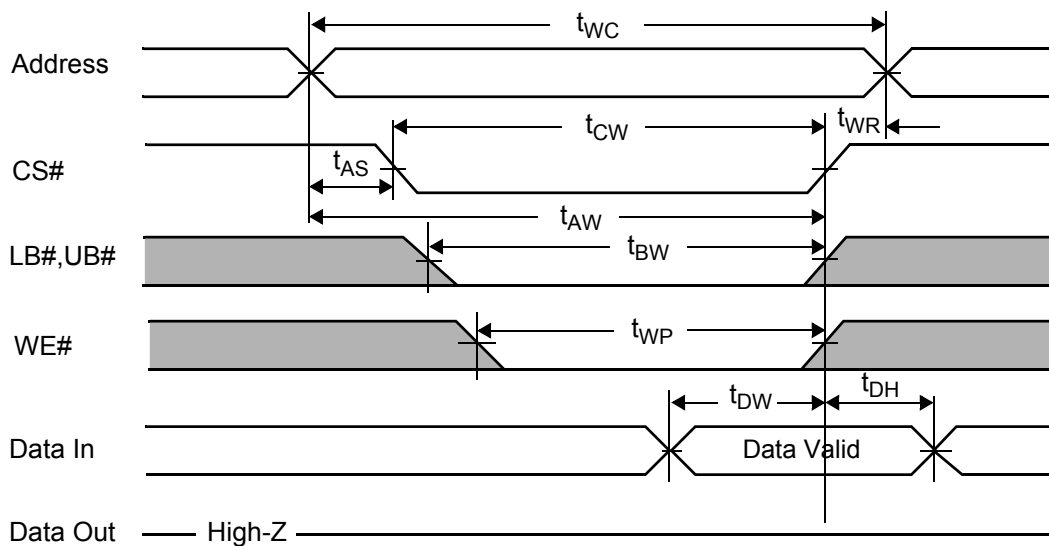 tWC
Address
tCW
tWR
CS#
tAS
tAW
LB#,UB#
tBW
WE#
tWP
tDW
tDH
Data In
Data Valid
Data Out
High-Z